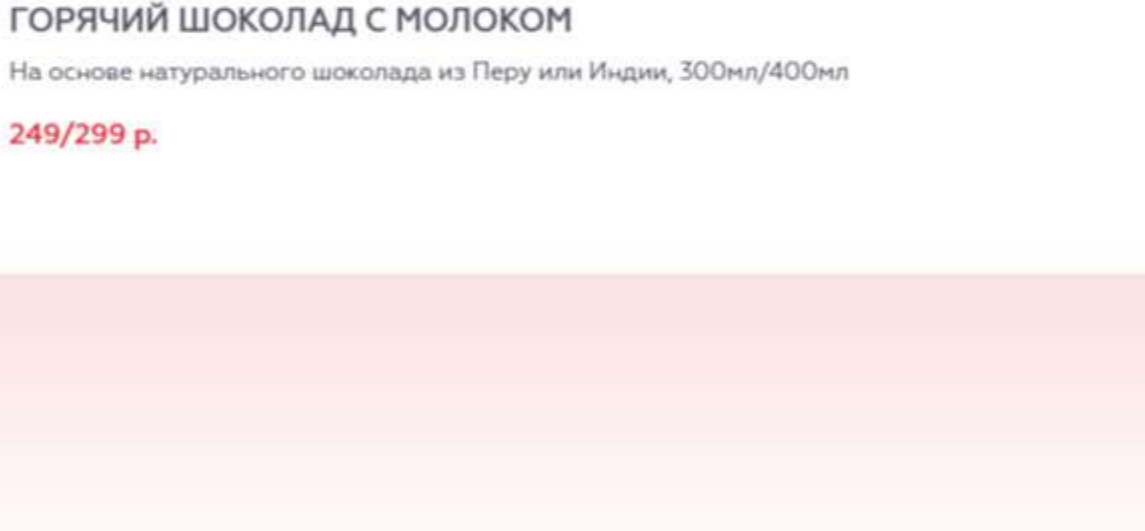 ГОРЯЧИЙ ШОКОЛАД С МОЛОКОМ
На основе натурального шоколада из Перу или Индии, 300мл/400мл
249/299 р.